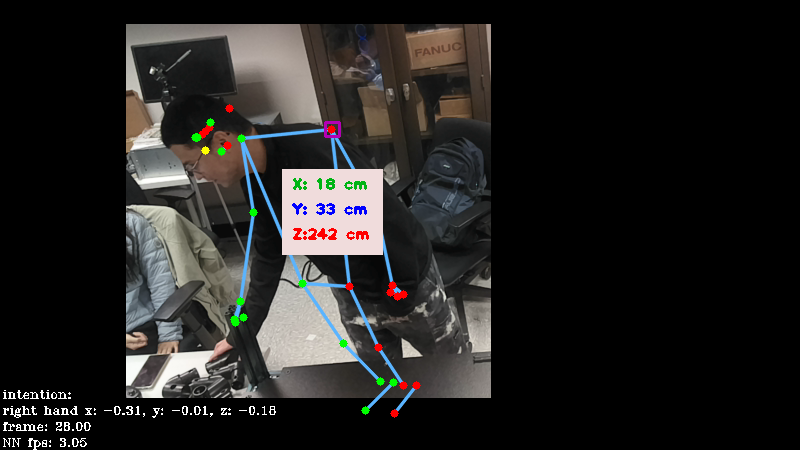 FANUC
X: 18 cm
Y: 33 cm
Z:242 cm
intention:
right hand x: -0.31, y: -0.01, z: -0.18
frame: 28.00
NN fps: 3.05